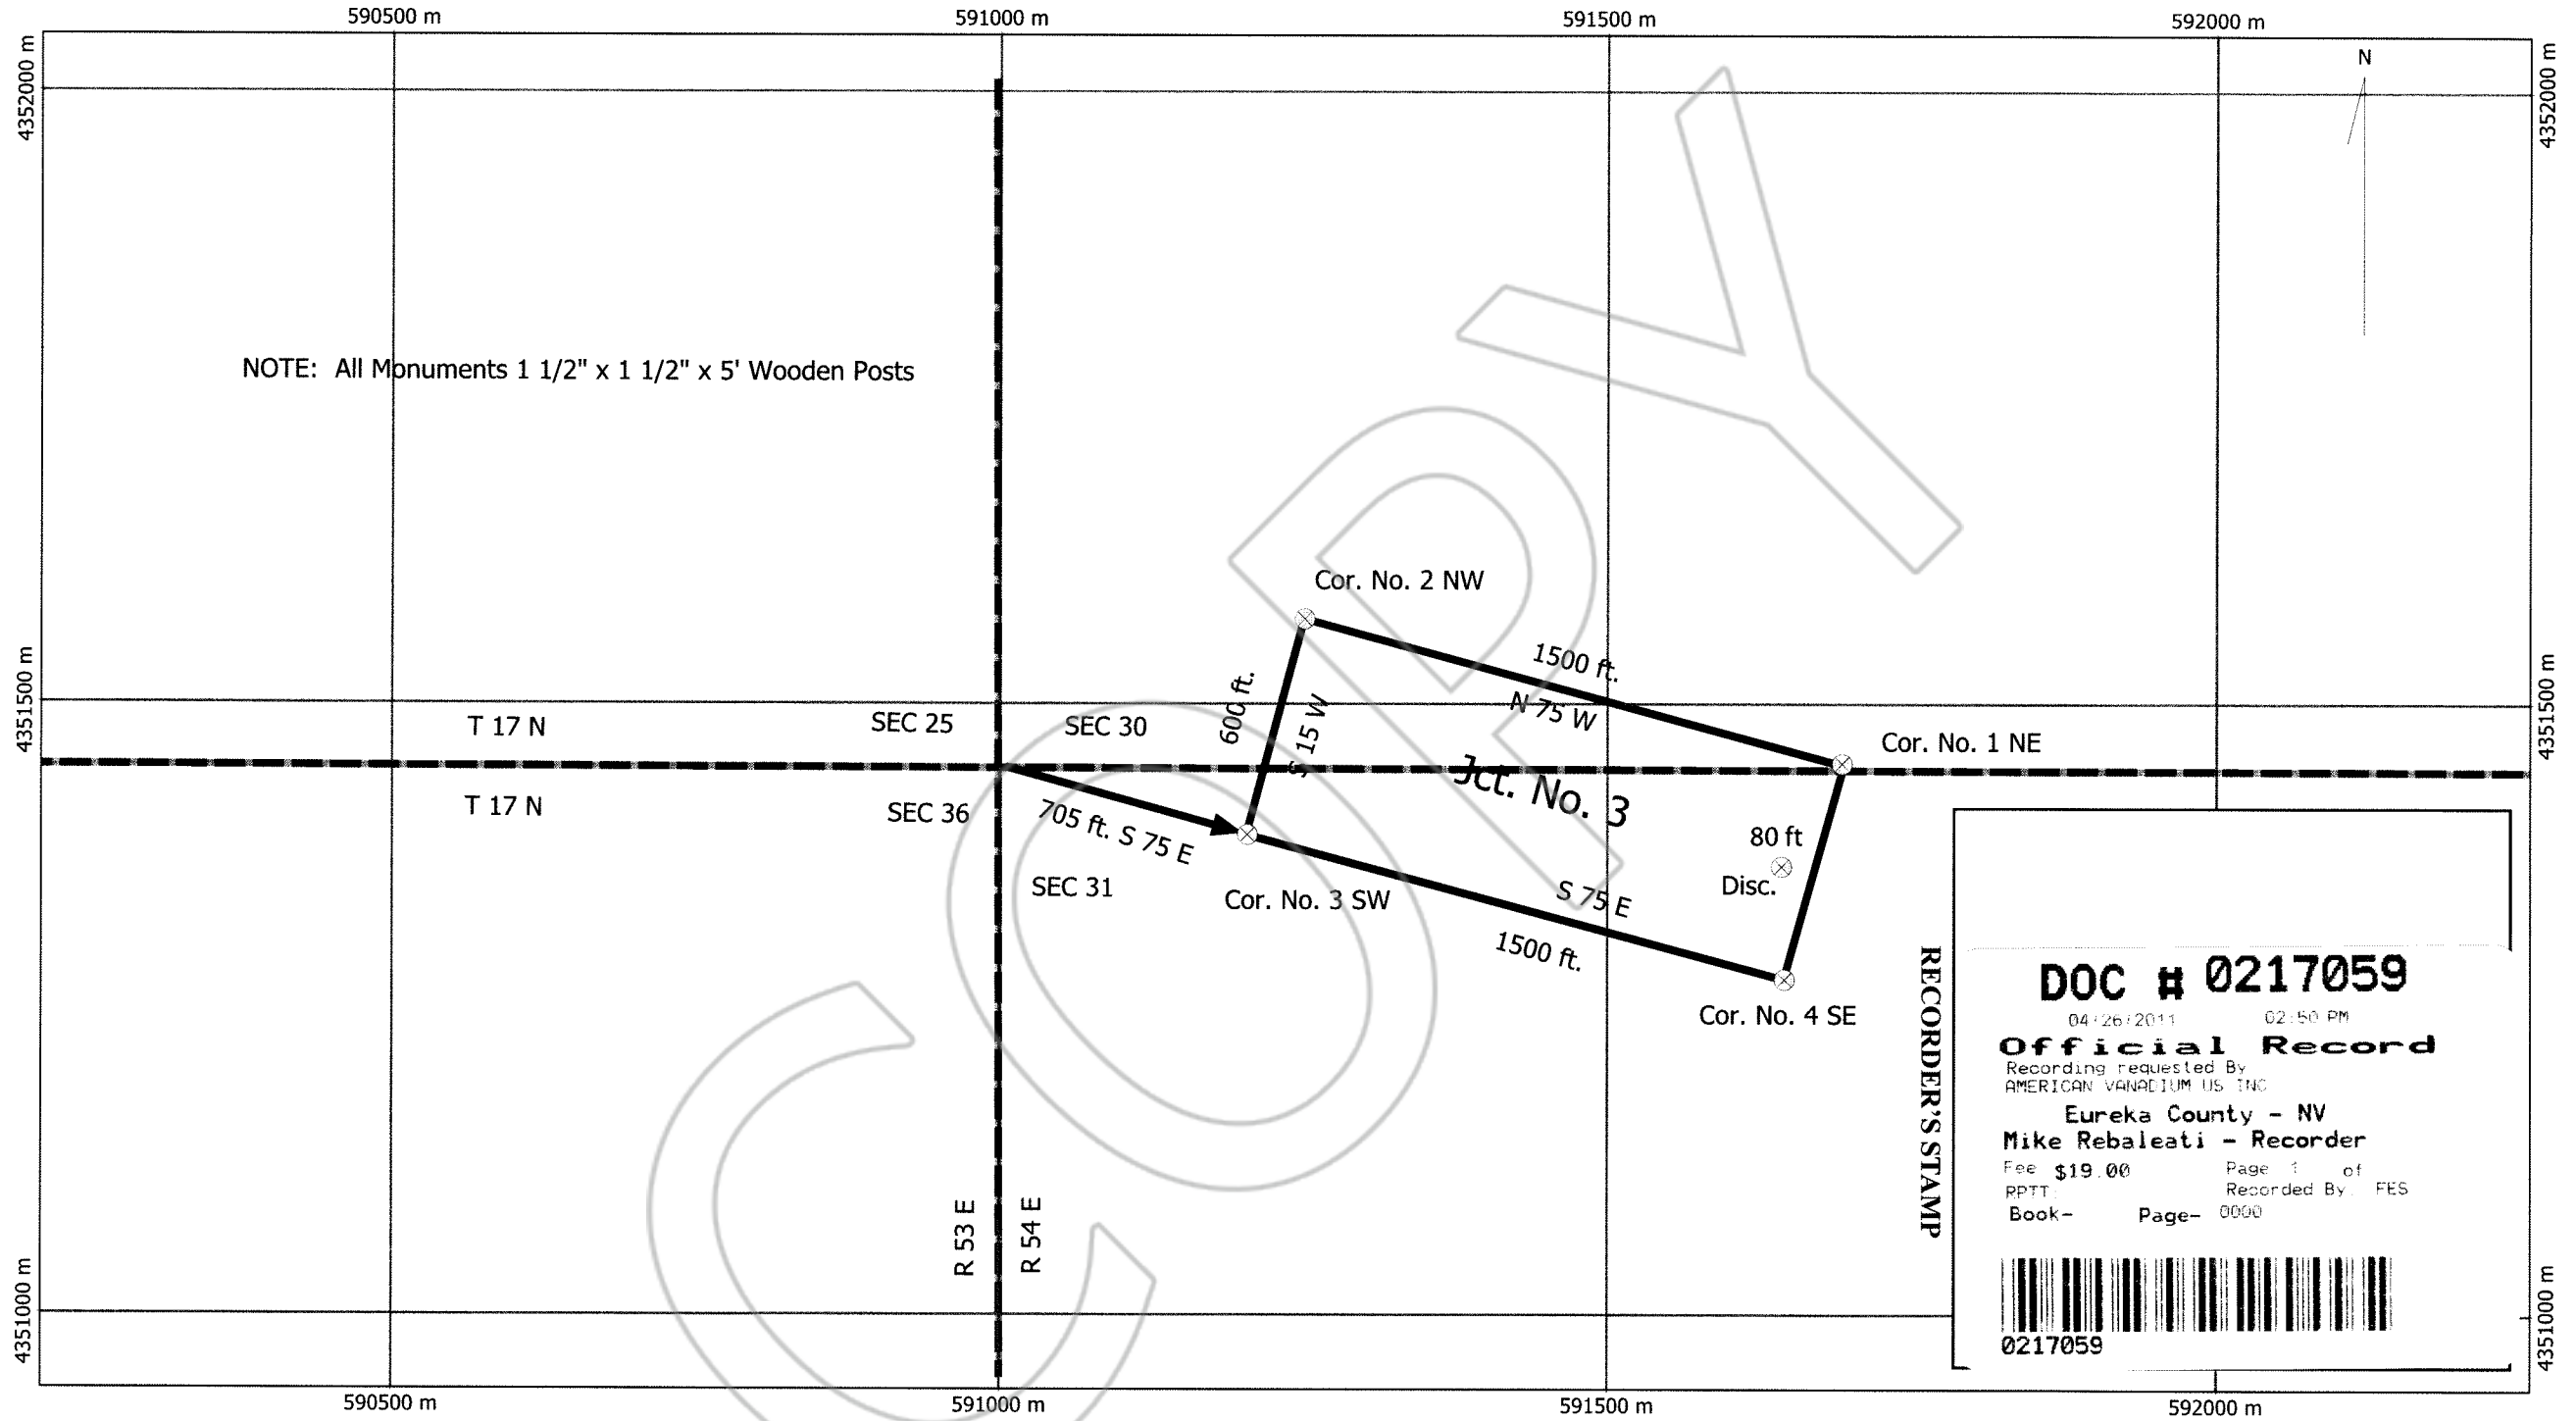 590500 m
591000 m
591500 m
592000 m
4352000 m
4352000 m
N
NOTE: All Monuments 1 1/2" x 1 1/2" x 5' Wooden Posts
COPY
Cor. No. 2 NW
1500 ft.
N 75 W
600 ft.
S 15 W
4351500 m
4351500 m
T 17 N
SEC 25
SEC 30
Cor. No. 1 NE
Jct. No. 3
T 17 N
SEC 36
705 ft. S 75 E
80 ft
Disc.
SEC 31
Cor. No. 3 SW
S 75 E
1500 ft.
Cor. No. 4 SE
R 53 E
R 54 E
RECORDER'S STAMP
DOC # 0217059
04/26/2011 02:50 PM
Official Record
Recording requested By
AMERICAN VANADIUM US INC
Eureka County - NV
Mike Rebaleati - Recorder
Fee $19.00 Page 1 of
RPTT: Recorded By: FES
Book- Page- 0000
0217059
4351000 m
4351000 m
590500 m
591000 m
591500 m
592000 m